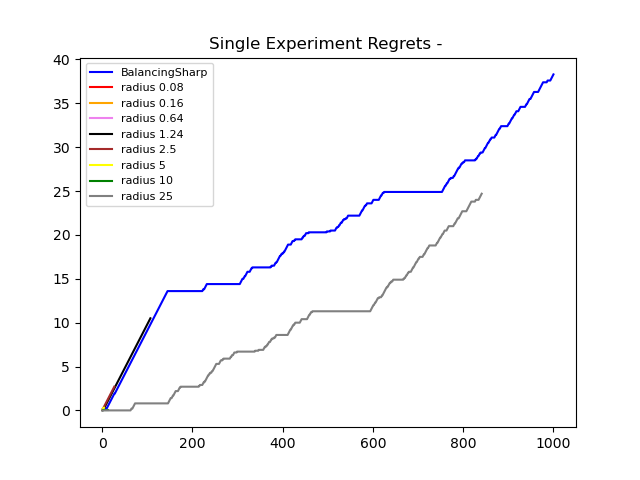 Single Experiment Regrets -
40
35
30
25
20
15
10
5
0
BalancingSharp
radius 0.08
radius 0.16
radius 0.64
radius 1.24
radius 2.5
radius 5
radius 10
radius 25
0 200 400 600 800 1000